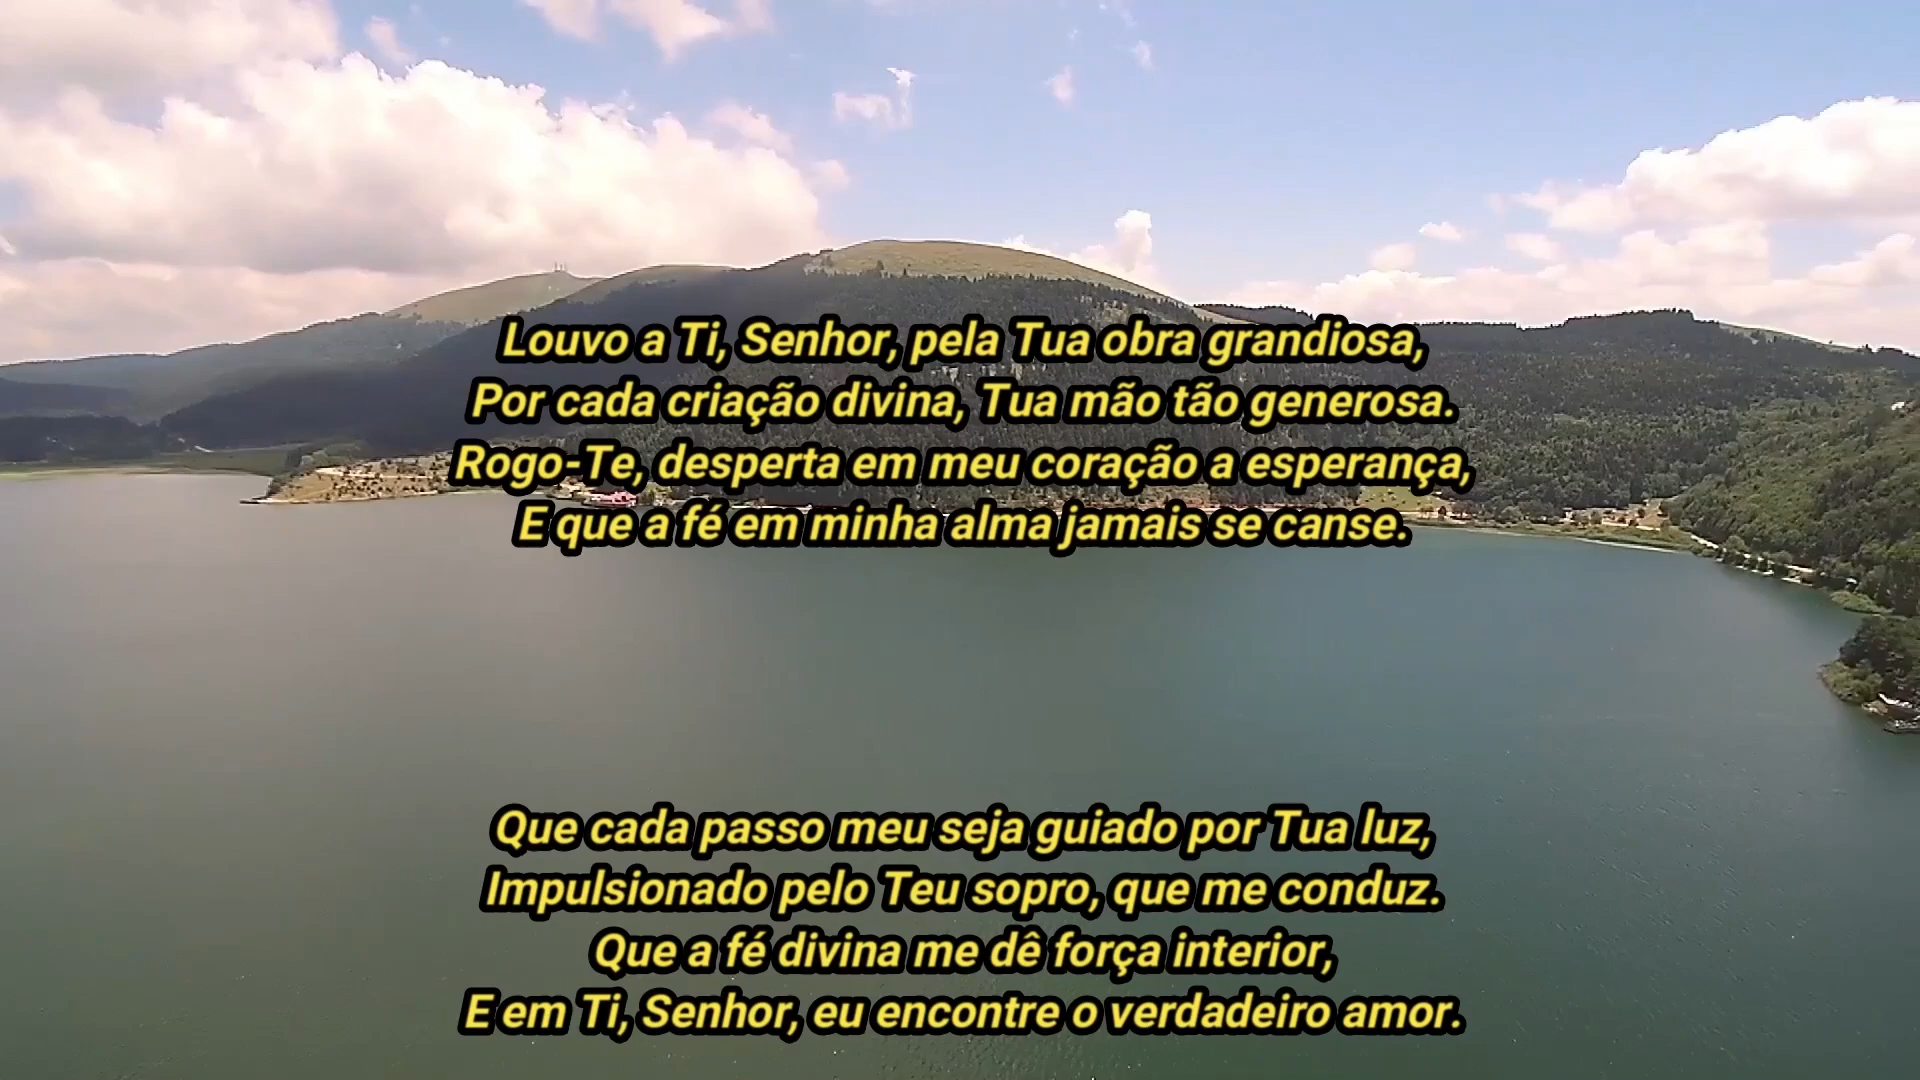 Louvo a Ti, Senhor, pela Tua obra grandiosa,
Por cada criação divina, Tua mão tão generosa.
Rogo-Te, desperta em meu coração a esperança,
E que a fé em minha alma jamais se canse.
Que cada passo meu seja guiado por Tua luz,
Impulsionado pelo Teu sopro, que me conduz.
Que a fé divina me dê força interior,
E em Ti, Senhor, eu encontre o verdadeiro amor.